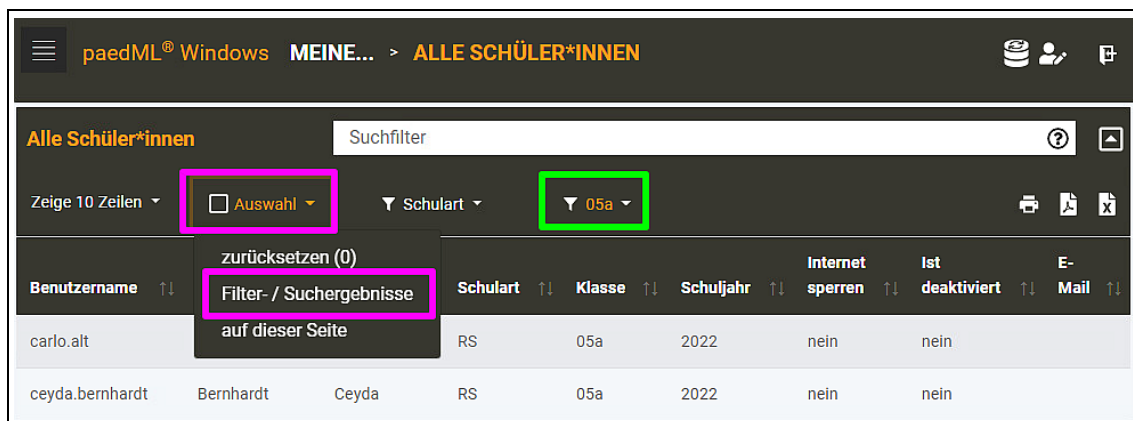 paedML® Windows MEINE... > ALLE SCHÜLER*INNEN
Alle Schüler*innen Suchfilter
Zeige 10 Zeilen Auswahl Schulart 05a
zurücksetzen (0)
Filter- / Suchergebnisse
auf dieser Seite
Benutzername Schulart Klasse Schuljahr Internet sperren Ist deaktiviert E-Mail
carlo.alt RS 05a 2022 nein nein
ceyda.bernhardt Bernhardt Ceyda RS 05a 2022 nein nein